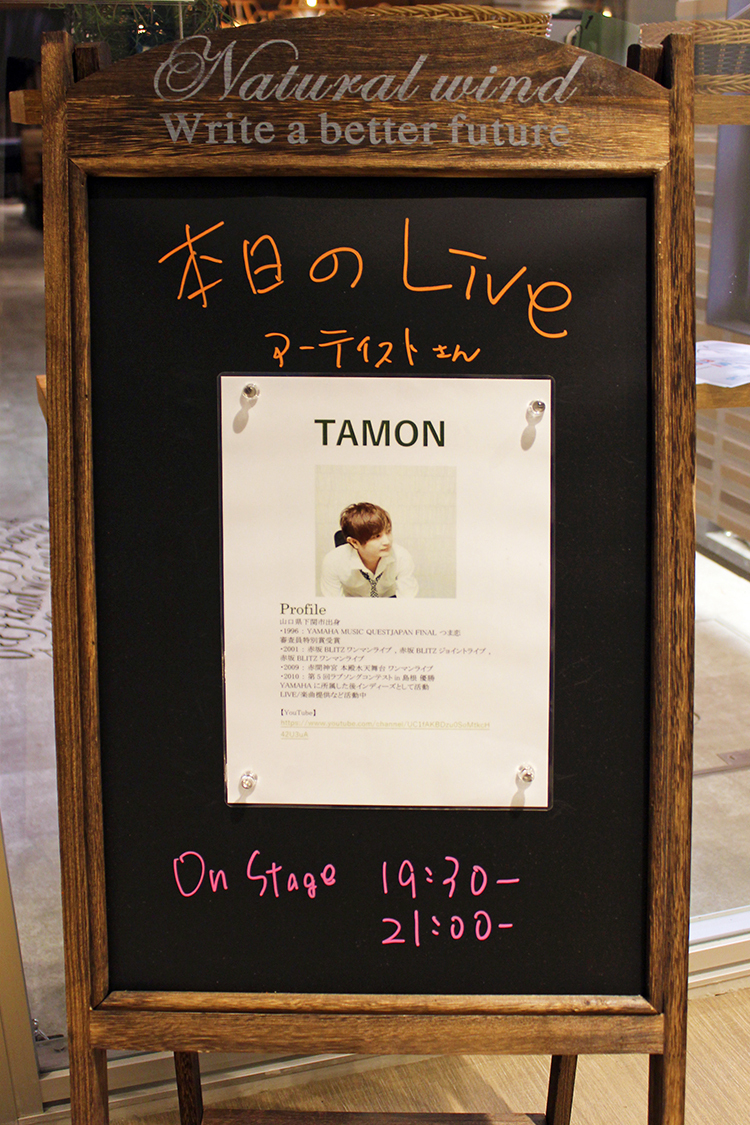 Natural wind
Write a better future
本日のLive
アーティストさん
TAMON
Profile
山口県下関市出身
・1996 : YAMAHA MUSIC QUESTJAPAN FINAL つま恋
審査員特別賞受賞
・2001 : 赤坂 BLITZ ワンマンライブ , 赤坂 BLITZ ジョイントライブ ,
赤坂 BLITZ ワンマンライブ
・2009 : 赤間神宮 本殿水天舞台 ワンマンライブ
・2010 : 第5回ラブソングコンテスト in 島根 優勝
YAMAHA に所属した後インディーズとして活動
LIVE/楽曲提供など活動中
【YouTube】
On Stage 19:30-
21:00-